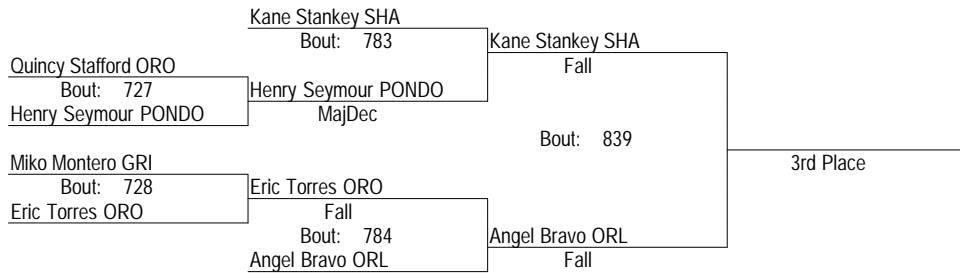 Kane Stankey SHA
Bout: 783
Kane Stankey SHA
Fall
Quincy Stafford ORO
Bout: 727
Henry Seymour PONDO
Henry Seymour PONDO
MajDec
Bout: 839
3rd Place
Miko Montero GRI
Bout: 728
Eric Torres ORO
Eric Torres ORO
Fall
Bout: 784
Angel Bravo ORL
Angel Bravo ORL
Fall